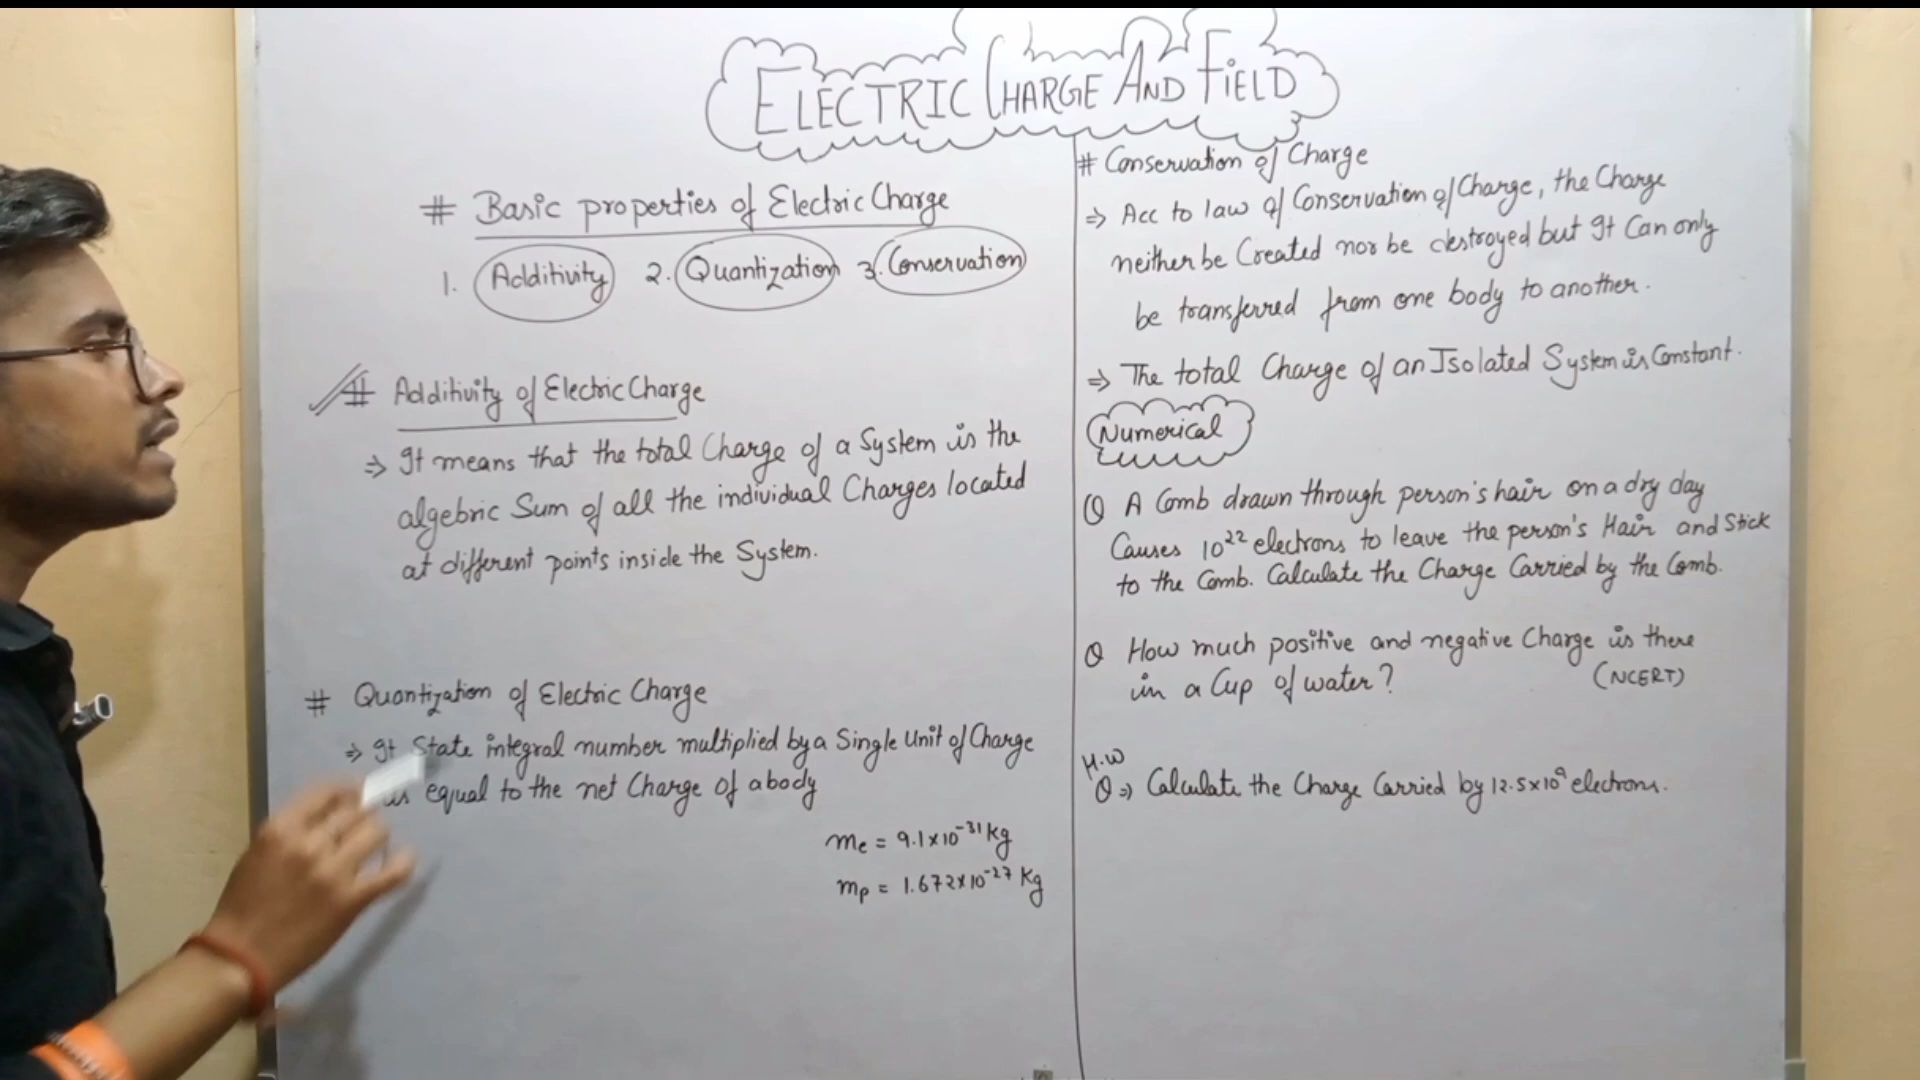 ELECTRIC CHARGE AND FIELD
# Basic properties of Electric Charge
1. Additivity 2. Quantization 3. Conservation
# Additivity of Electric Charge
⇒ It means that the total Charge of a System is the
algebric Sum of all the individual Charges located
at different points inside the System.
# Quantization of Electric Charge
⇒ It State integral number multiplied by a Single Unit of Charge
is equal to the net Charge of a body
me = 9.1×10⁻³¹ Kg
mp = 1.672×10⁻²⁷ Kg
# Conservation of Charge
⇒ Acc to law of Conservation of Charge, the Charge
neither be Created nor be destroyed but It Can only
be transferred from one body to another.
⇒ The total Charge of an Isolated System is Constant.
Numerical
Q A Comb drawn through person's hair on a dry day
Causes 10²² electrons to leave the person's Hair and Stick
to the Comb. Calculate the Charge Carried by the Comb.
Q How much positive and negative Charge is there
in a Cup of water? (NCERT)
H.W
Q ⇒ Calculate the Charge Carried by 12.5×10⁹ electrons.